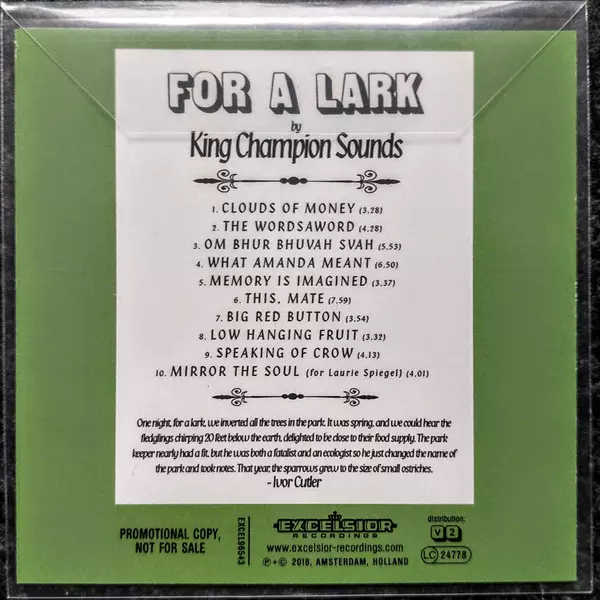 FOR A LARK
by
King Champion Sounds
1. CLOUDS OF MONEY (3.28)
2. THE WORDSAWORD (4.28)
3. OM BHUR BHUVAH SVAH (5.53)
4. WHAT AMANDA MEANT (6.50)
5. MEMORY IS IMAGINED (3.37)
6. THIS, MATE (7.59)
7. BIG RED BUTTON (3.54)
8. LOW HANGING FRUIT (3.32)
9. SPEAKING OF CROW (4.13)
10. MIRROR THE SOUL (for Laurie Spiegel) (4.01)
One night, for a lark, we inverted all the trees in the park. It was spring, and we could hear the
fledglings chirping 20 feet below the earth, delighted to be close to their food supply. The park
keeper nearly had a fit, but he was both a fatalist and an ecologist so he just changed the name of
the park and took notes. That year, the sparrows grew to the size of small ostriches.
- Ivor Cutler
PROMOTIONAL COPY,
NOT FOR SALE
EXCEL96543
EXCELSIOR
RECORDINGS
www.excelsior-recordings.com
℗+© 2018, AMSTERDAM, HOLLAND
distribution:
V2
LC 24778